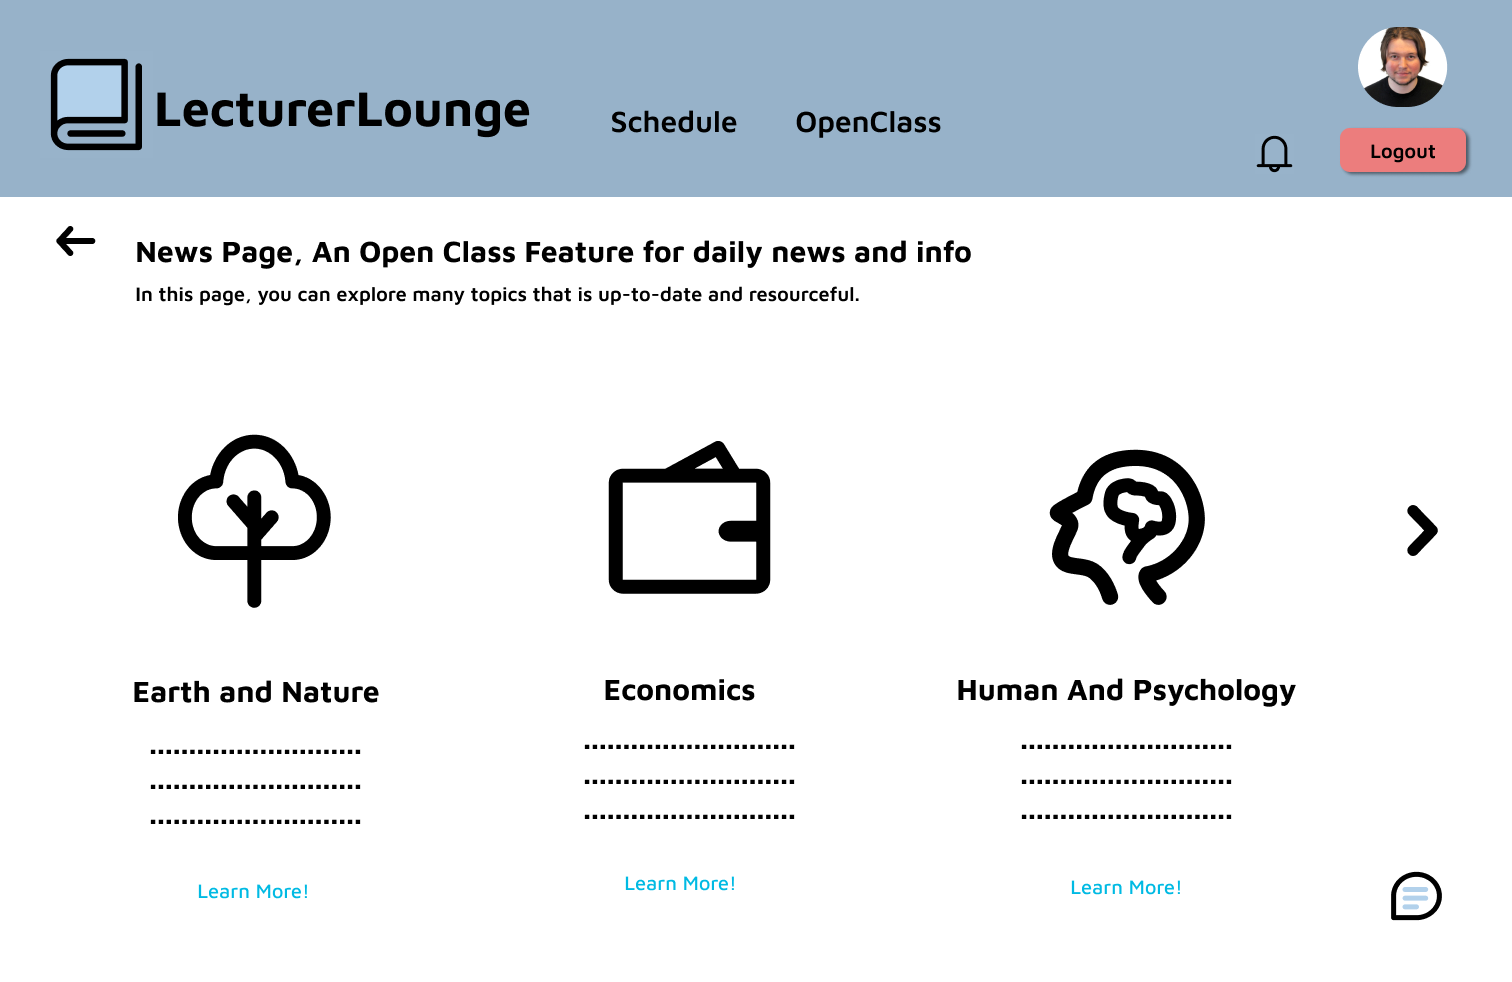 LecturerLounge
Schedule
OpenClass
Logout
News Page, An Open Class Feature for daily news and info
In this page, you can explore many topics that is up-to-date and resourceful.
Earth and Nature
Economics
Human And Psychology
...........................
...........................
...........................
...........................
...........................
...........................
...........................
...........................
...........................
Learn More!
Learn More!
Learn More!